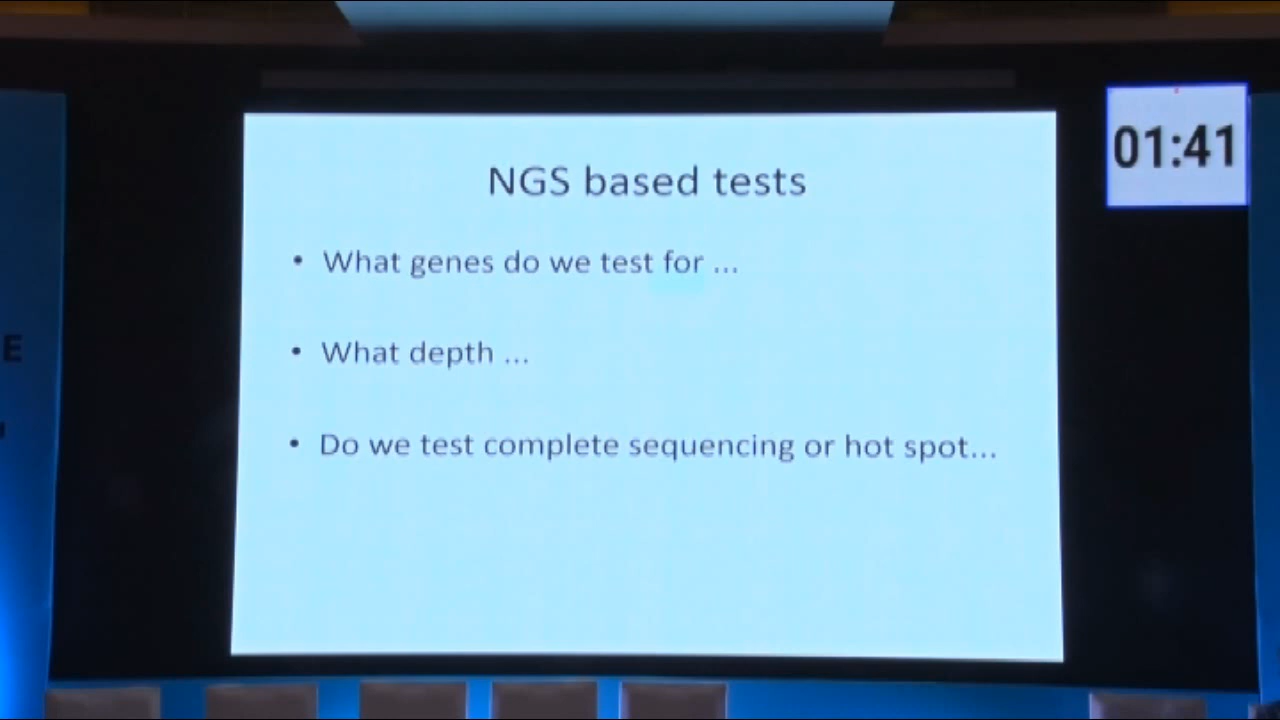 NGS based tests
01:41
• What genes do we test for ...
• What depth ...
• Do we test complete sequencing or hot spot...
E